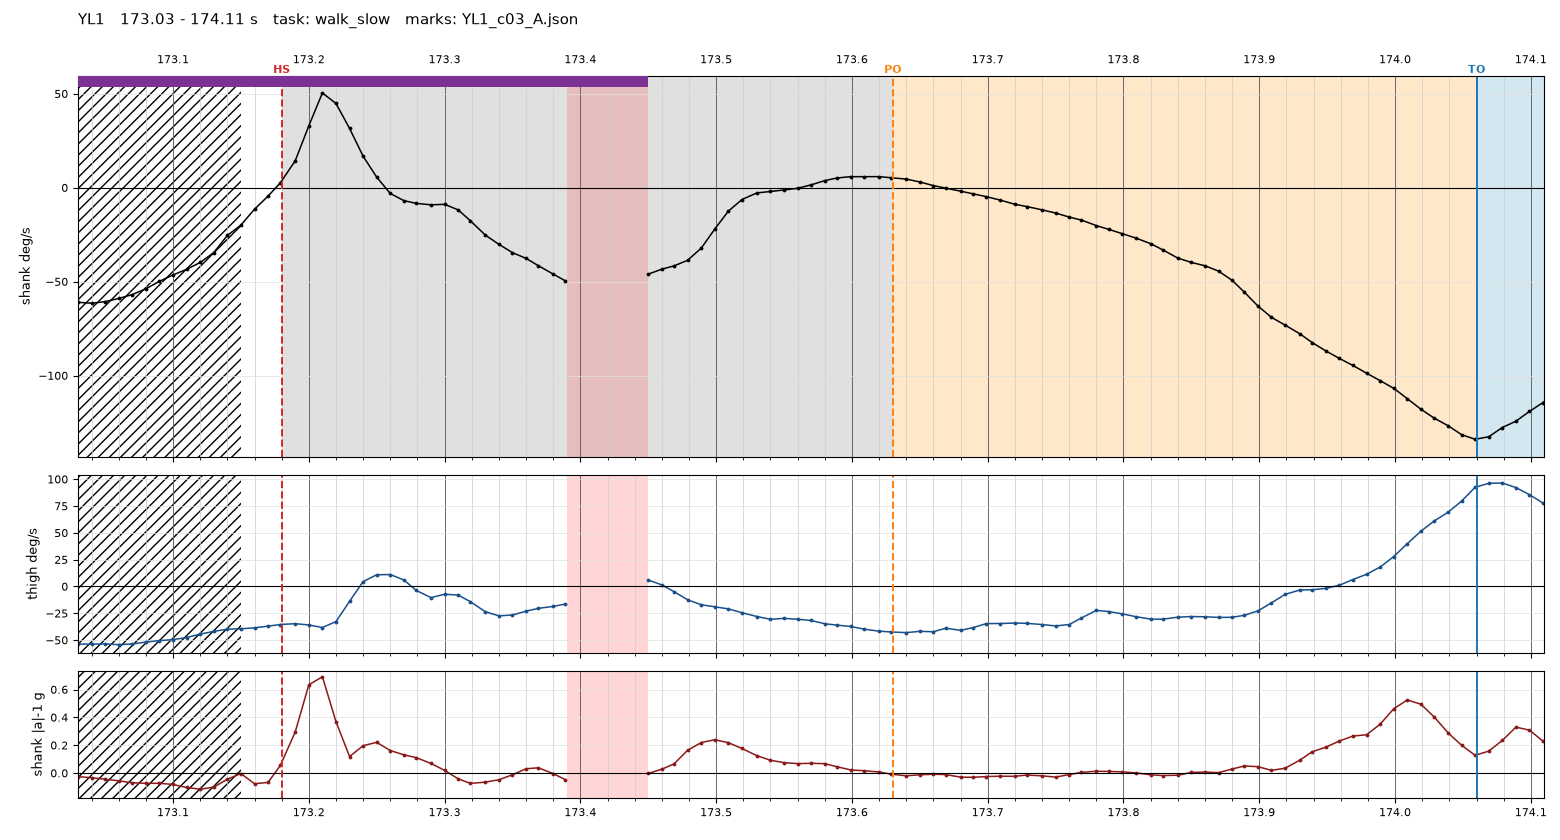 YL1   173.03 - 174.11 s   task: walk_slow   marks: YL1_c03_A.json
173.1 173.2 173.3 173.4 173.5 173.6 173.7 173.8 173.9 174.0 174.1
HS PO TO
50
0
−50
−100
shank deg/s
100
75
50
25
0
−25
−50
thigh deg/s
0.6
0.4
0.2
0.0
shank |a|-1 g
173.1 173.2 173.3 173.4 173.5 173.6 173.7 173.8 173.9 174.0 174.1